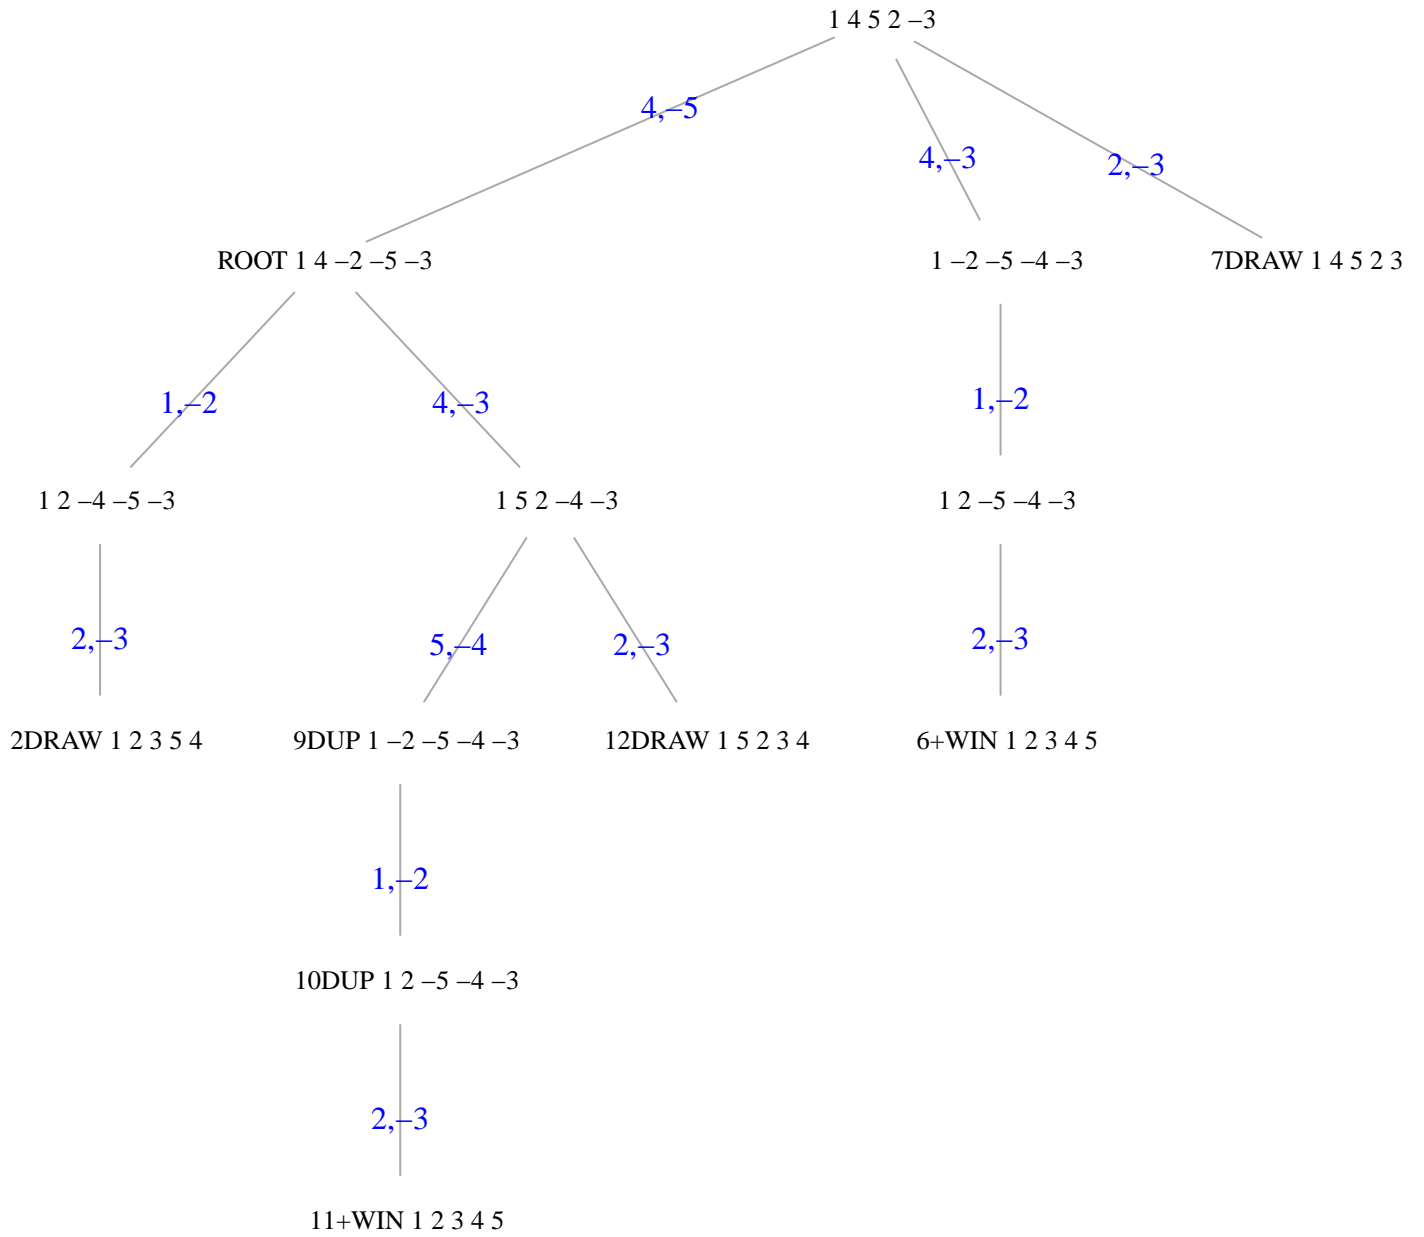 1 4 5 2 –3
4,–5
4,–3
2,–3
ROOT 1 4 –2 –5 –3
1 –2 –5 –4 –3
7DRAW 1 4 5 2 3
1,–2
4,–3
1,–2
1 2 –4 –5 –3
1 5 2 –4 –3
1 2 –5 –4 –3
2,–3
5,–4
2,–3
2,–3
2DRAW 1 2 3 5 4
9DUP 1 –2 –5 –4 –3
12DRAW 1 5 2 3 4
6+WIN 1 2 3 4 5
1,–2
10DUP 1 2 –5 –4 –3
2,–3
11+WIN 1 2 3 4 5